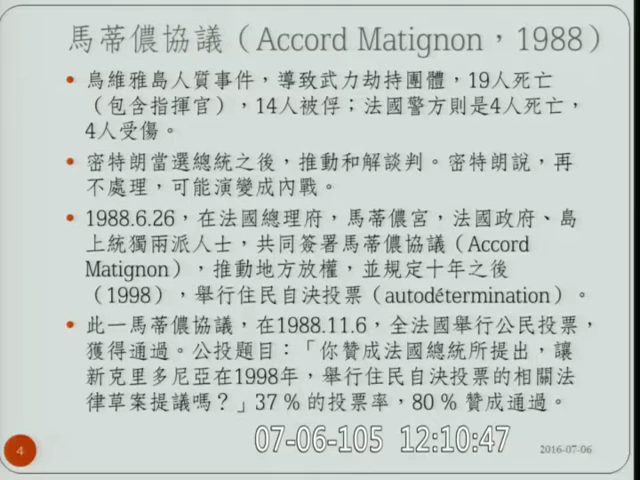 馬蒂儂協議（Accord Matignon，1988）
烏維雅島人質事件，導致武力劫持團體，19人死亡
（包含指揮官），14人被俘；法國警方則是4人死亡，
4人受傷。
密特朗當選總統之後，推動和解談判。密特朗說，再
不處理，可能演變成內戰。
1988.6.26，在法國總理府，馬蒂儂宮，法國政府、島
上統獨兩派人士，共同簽署馬蒂儂協議（Accord
Matignon），推動地方放權，並規定十年之後
（1998），舉行住民自決投票（autodétermination）。
此一馬蒂儂協議，在1988.11.6，全法國舉行公民投票，
獲得通過。公投題目：「你贊成法國總統所提出，讓
新克里多尼亞在1998年，舉行住民自決投票的相關法
律草案提議嗎？」37 % 的投票率，80 % 贊成通過。
4
07-06-105 12:10:47
2016-07-06